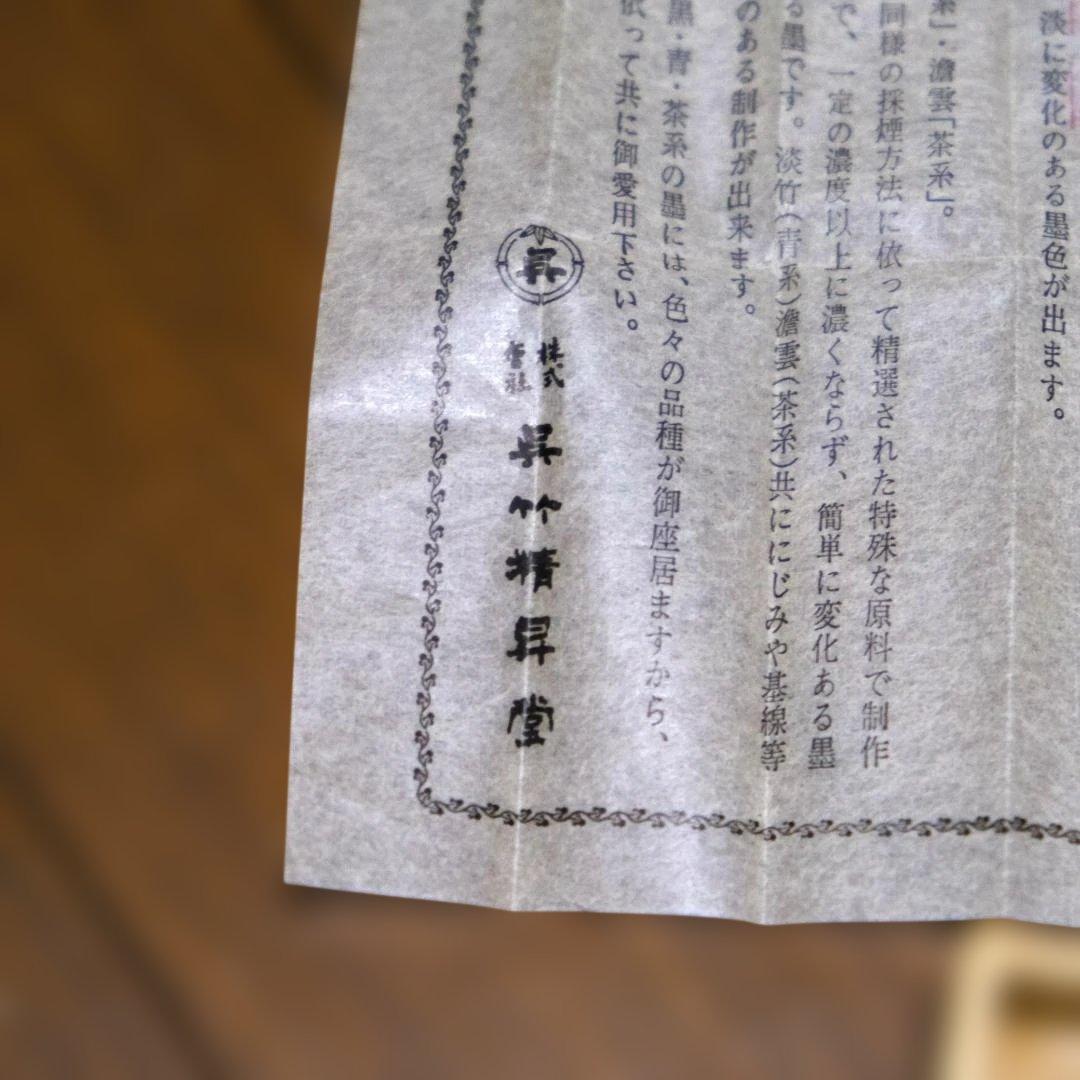 淡に変化のある墨色が出ます。
系」・澹雲「茶系」。
同様の採煙方法に依って精選された特殊な原料で制作
で、一定の濃度以上に濃くならず、簡単に変化ある墨
る墨です。淡竹(青系)澹雲(茶系)共ににじみや基線等
のある制作が出来ます。
黒・青・茶系の墨には、色々の品種が御座居ますから、
依って共に御愛用下さい。
呉
株式会社
呉竹精昇堂